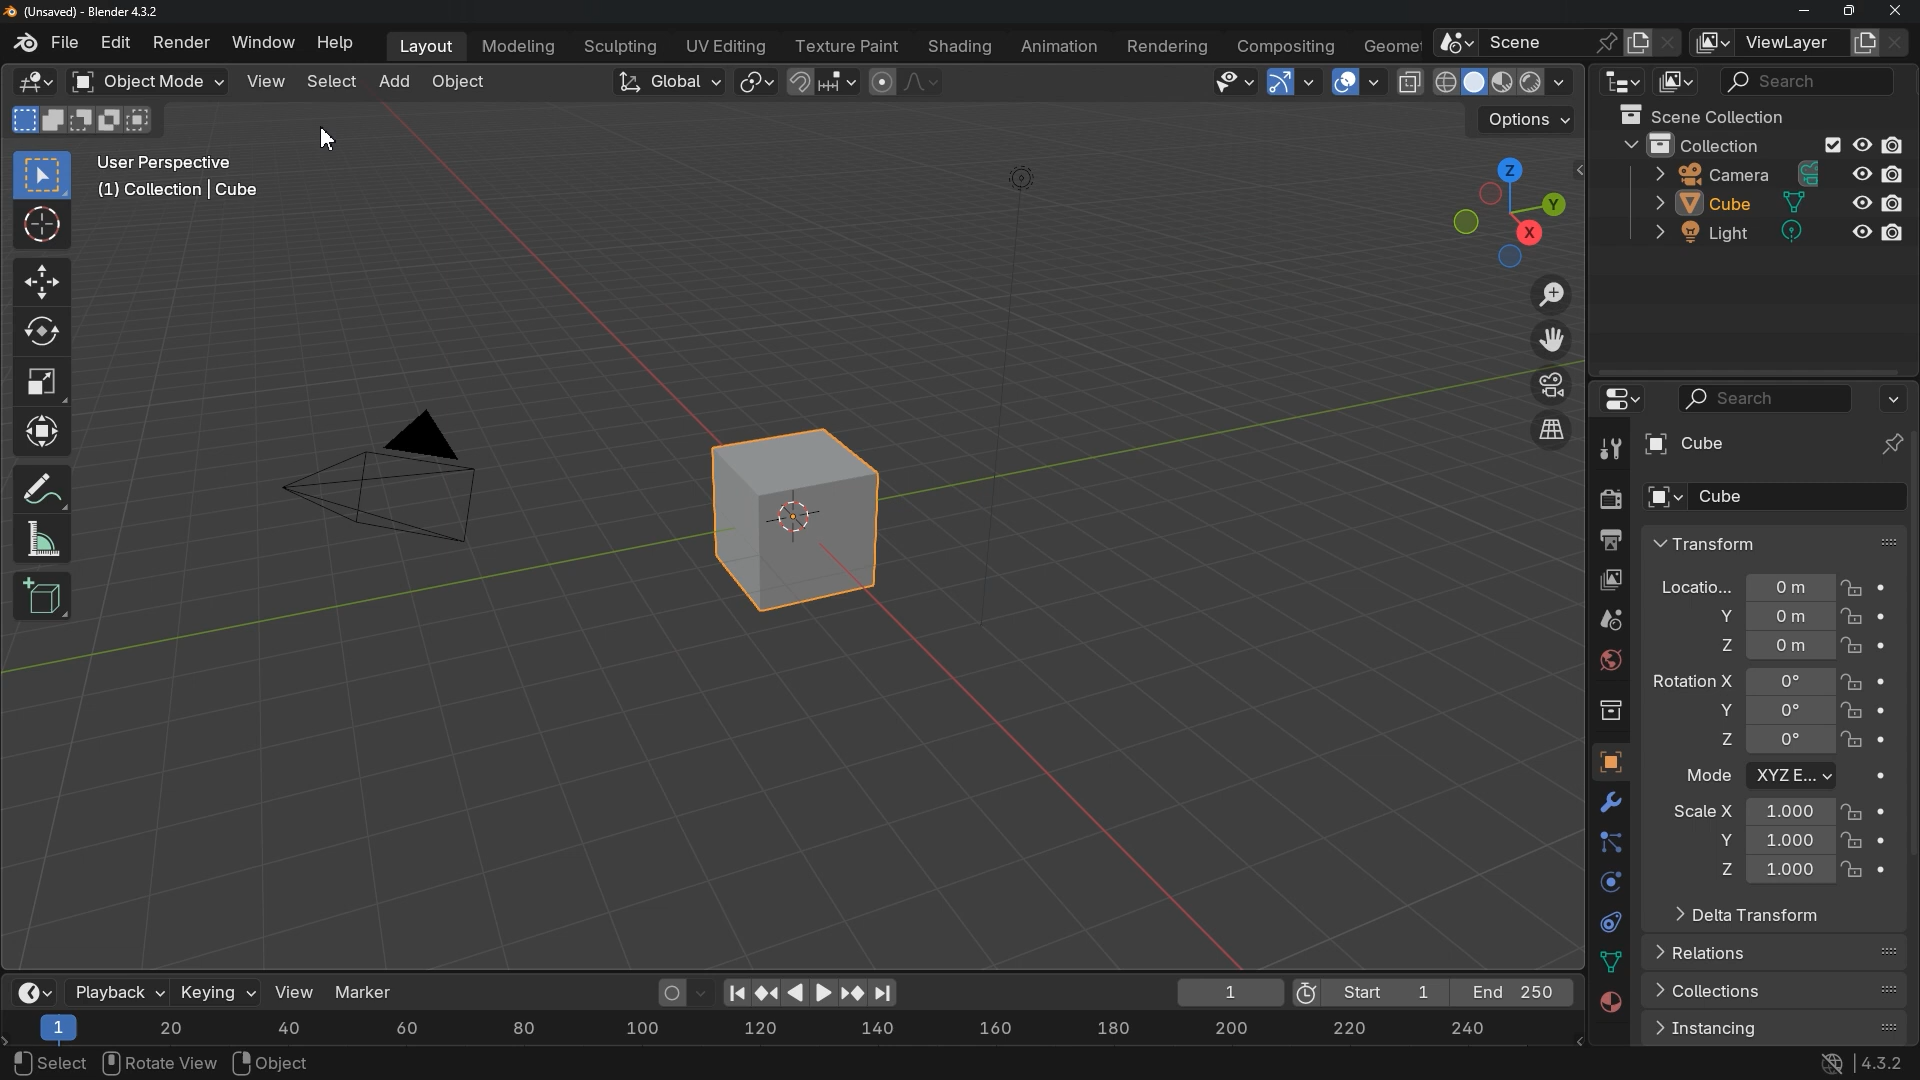 (Unsaved) - Blender 4.3.2
File Edit Render Window Help Layout Modeling Sculpting UV Editing Texture Paint Shading Animation Rendering Compositing Geomet Scene ViewLayer
Object Mode View Select Add Object Global Search
Options
User Perspective
(1) Collection | Cube
Z
Y
X
Scene Collection
Collection
Camera
Cube
Light
Search
Cube
Cube
Transform
Locatio... 0 m
Y 0 m
Z 0 m
Rotation X 0°
Y 0°
Z 0°
Mode XYZ E...
Scale X 1.000
Y 1.000
Z 1.000
Delta Transform
Relations
Collections
Instancing
Playback Keying View Marker 1 Start 1 End 250
1 20 40 60 80 100 120 140 160 180 200 220 240
Select Rotate View Object 4.3.2